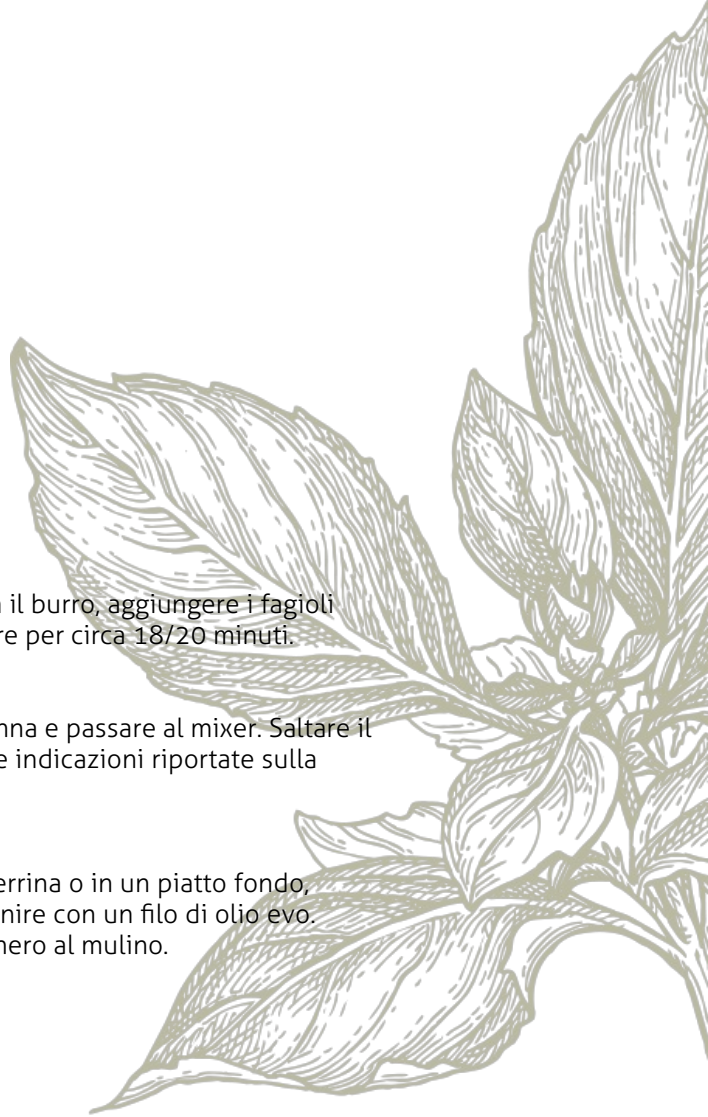 il burro, aggiungere i fagioli
re per circa 18/20 minuti.
nna e passare al mixer. Saltare il
e indicazioni riportate sulla
errina o in un piatto fondo,
nire con un filo di olio evo.
nero al mulino.